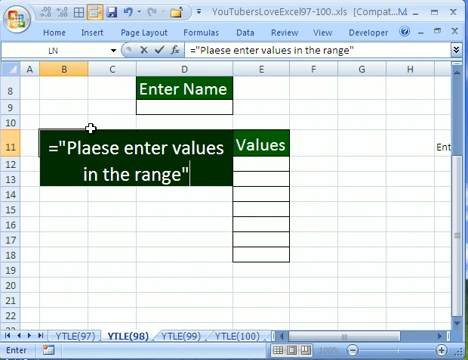 YouTubersLoveExcel97-100..xls [Compat...
Home Insert Page Layout Formulas Data Review View Developer
LN ="Plaese enter values in the range"
A B C D E F G H
8 Enter Name
9
11 ="Plaese enter values in the range" Values Ent
12
13
14
15
16
17
18
19
20
21
22
YTLE(97) YTLE(98) YTLE(99) YTLE(100)
Enter 100%